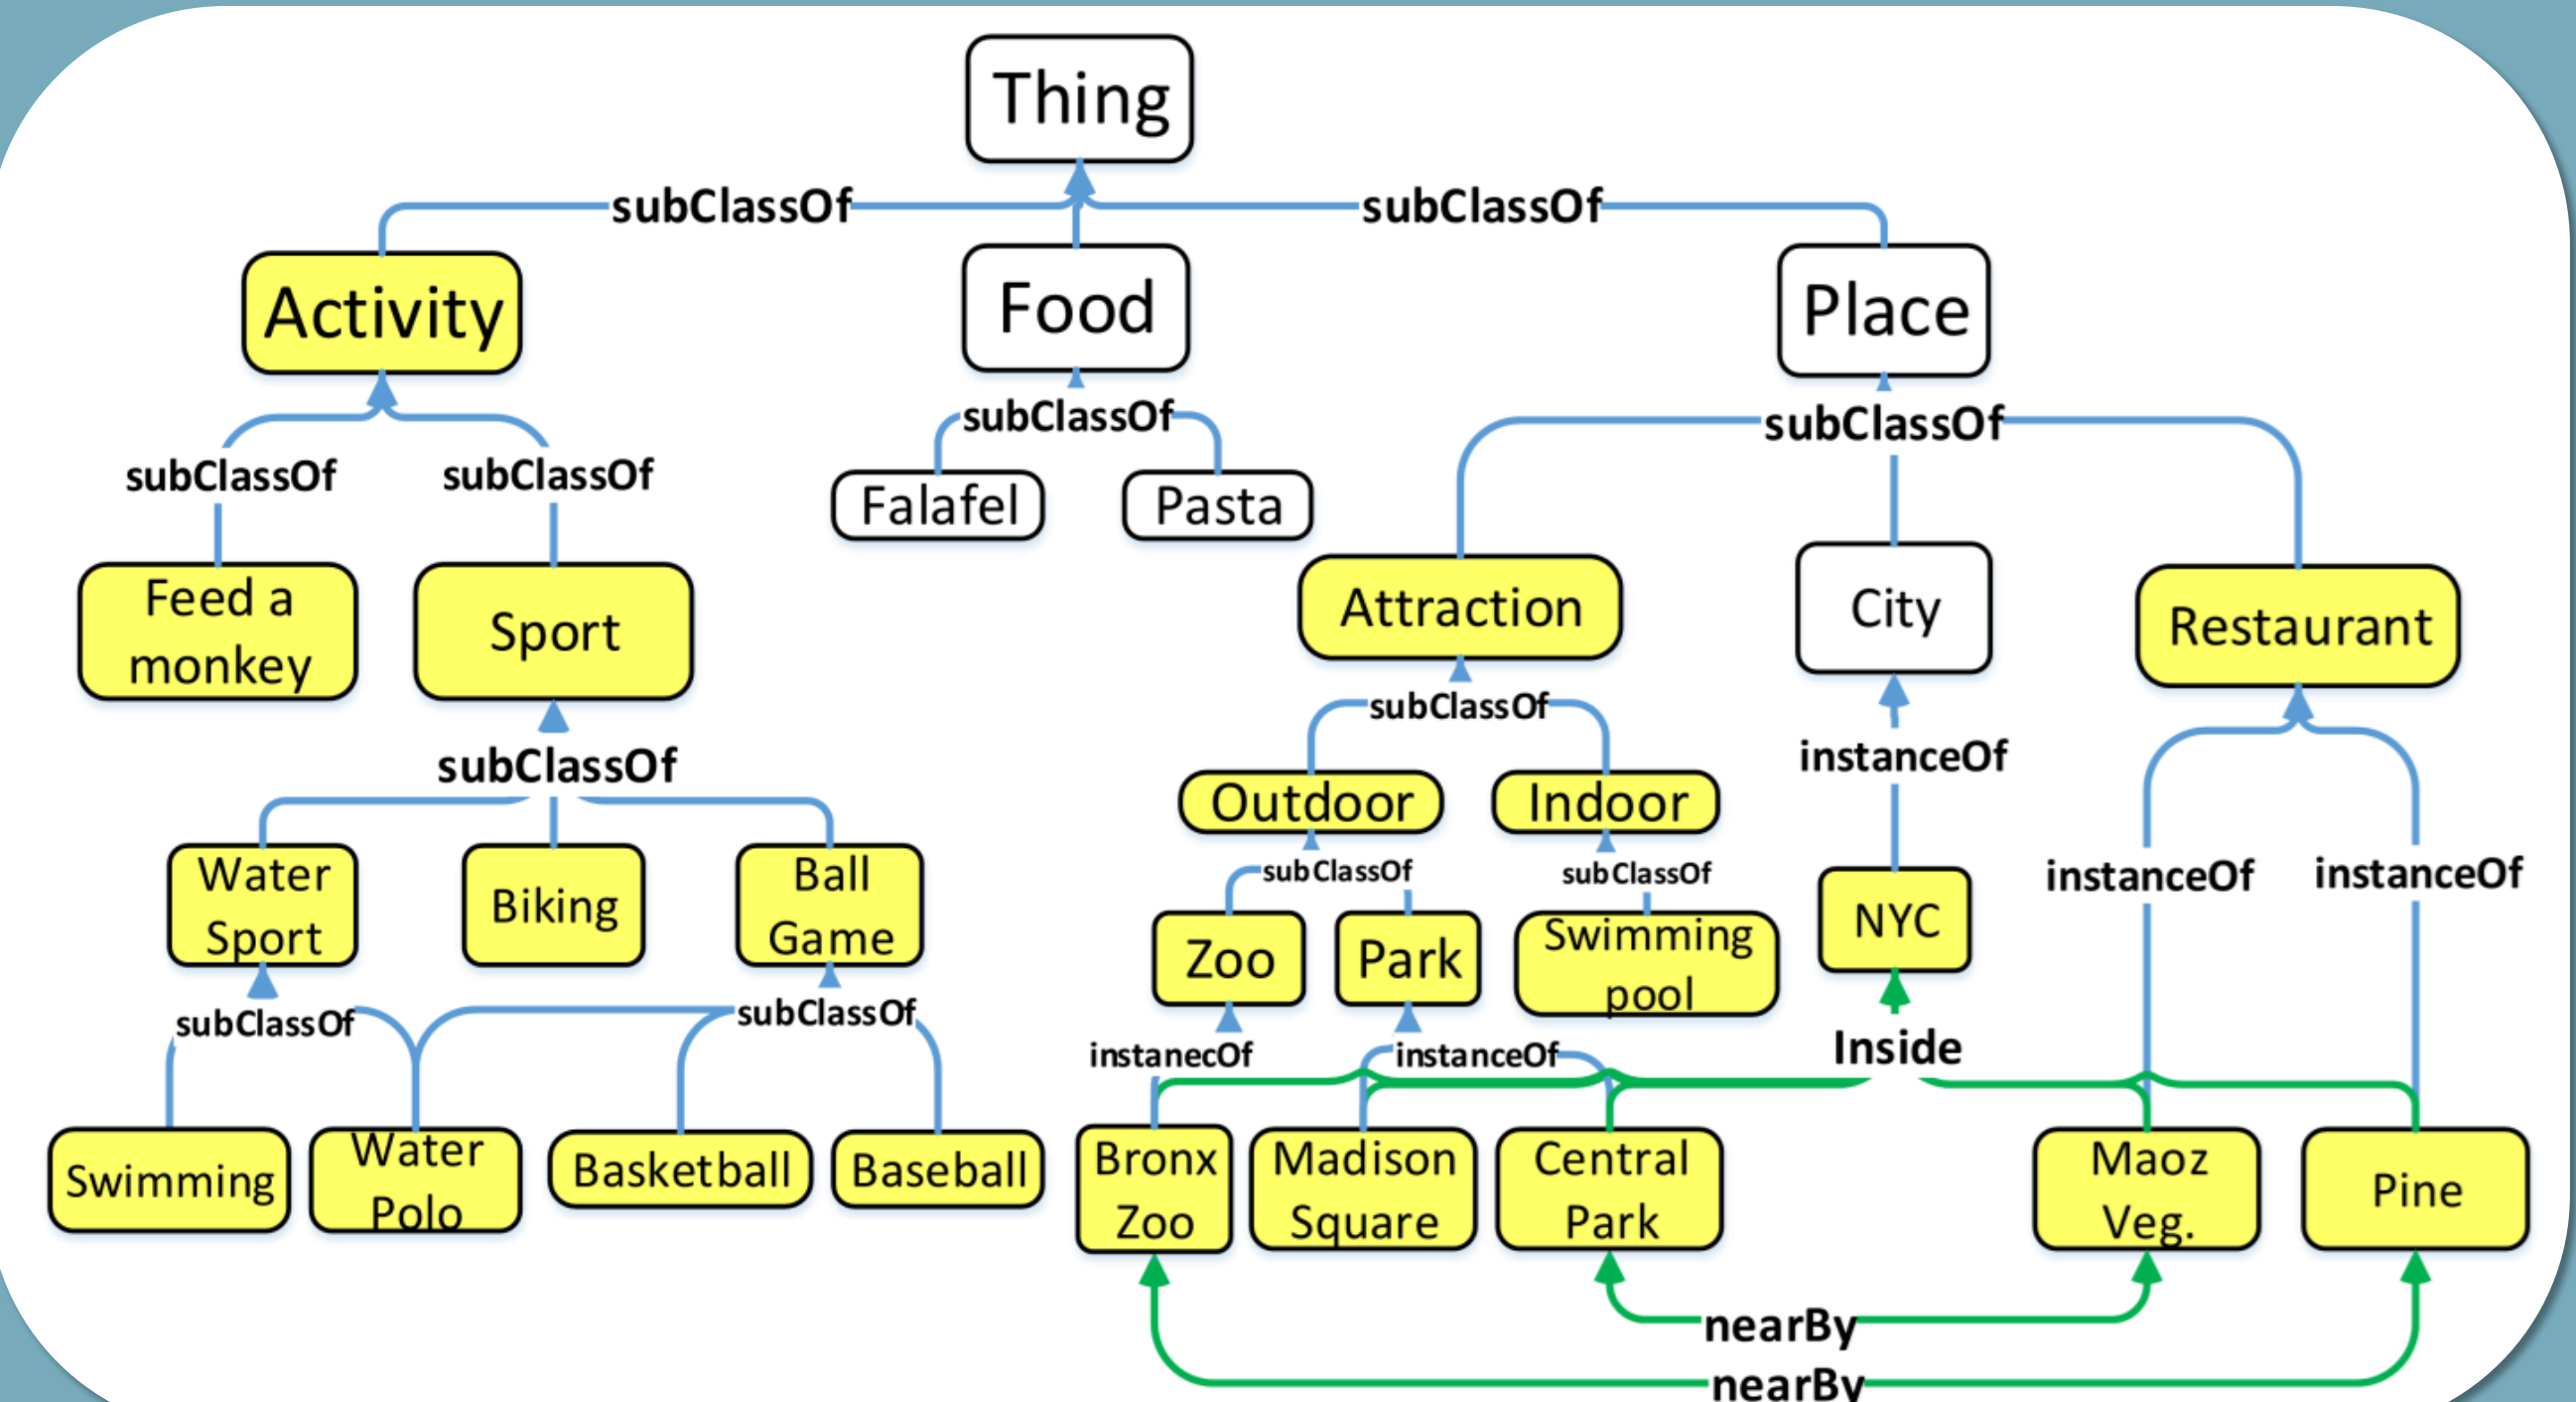 Thing
subClassOf
subClassOf
Activity
Food
Place
subClassOf
subClassOf
subClassOf
subClassOf
Falafel
Pasta
Feed a
monkey
Sport
Attraction
City
Restaurant
subClassOf
subClassOf
instanceOf
Outdoor
Indoor
Water
Sport
Biking
Ball
Game
subClassOf
subClassOf
instanceOf
instanceOf
Zoo
Park
Swimming
pool
NYC
subClassOf
subClassOf
instanecOf
instanceOf
Inside
Swimming
Water
Polo
Basketball
Baseball
Bronx
Zoo
Madison
Square
Central
Park
Maoz
Veg.
Pine
nearBy
nearBy